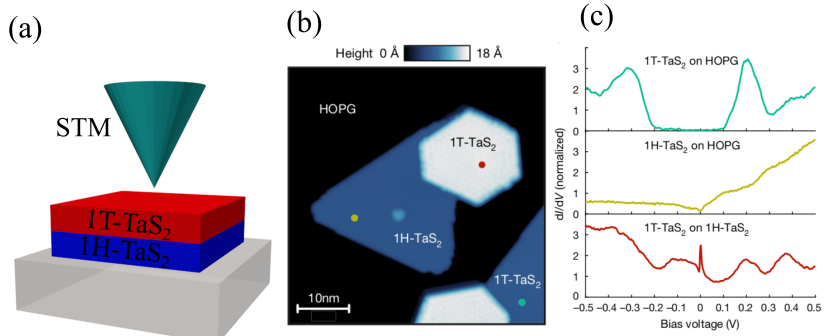 (a)
STM
1T-TaS₂
1H-TaS₂
(b)
Height 0 Å 18 Å
HOPG
1T-TaS₂
1H-TaS₂
1T-TaS₂
10nm
(c)
dI/dV (normalized)
3
2
1
0
1T-TaS₂ on HOPG
3
2
1
0
1H-TaS₂ on HOPG
3
2
1
0
1T-TaS₂ on 1H-TaS₂
−0.5 −0.4 −0.3 −0.2 −0.1 0 0.1 0.2 0.3 0.4 0.5
Bias voltage (V)